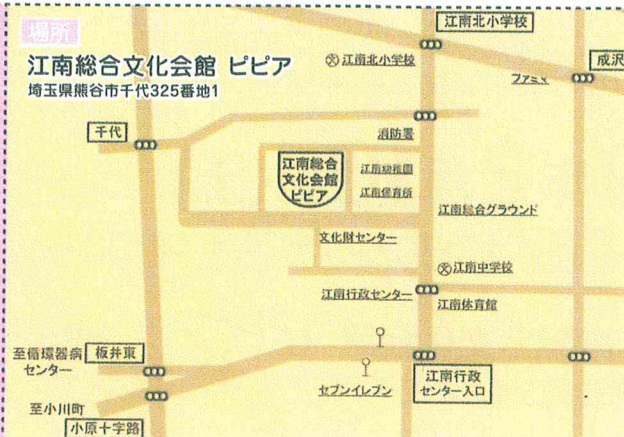 場所
江南総合文化会館 ピピア
埼玉県熊谷市千代325番地1
江南北小学校
文 江南北小学校
成沢
千代
消防署
江南総合
文化会館
ピピア
江南幼稚園
江南保育所
江南総合グラウンド
文化財センター
文 江南中学校
江南行政センター
江南体育館
至循環器病
センター
板井東
セブンイレブン
江南行政
センター入口
至小川町
小原十字路